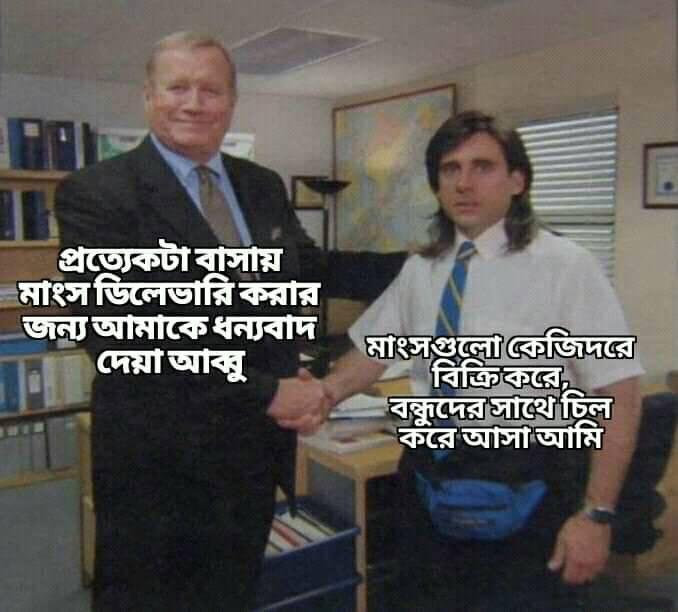 প্রত্যেকটা বাসায়
মাংস ডিলেভারি করার
জন্য আমাকে ধন্যবাদ
দেয়া আব্বু
মাংসগুলো কেজিদরে
বিক্রি করে,
বন্ধুদের সাথে চিল
করে আসা আমি